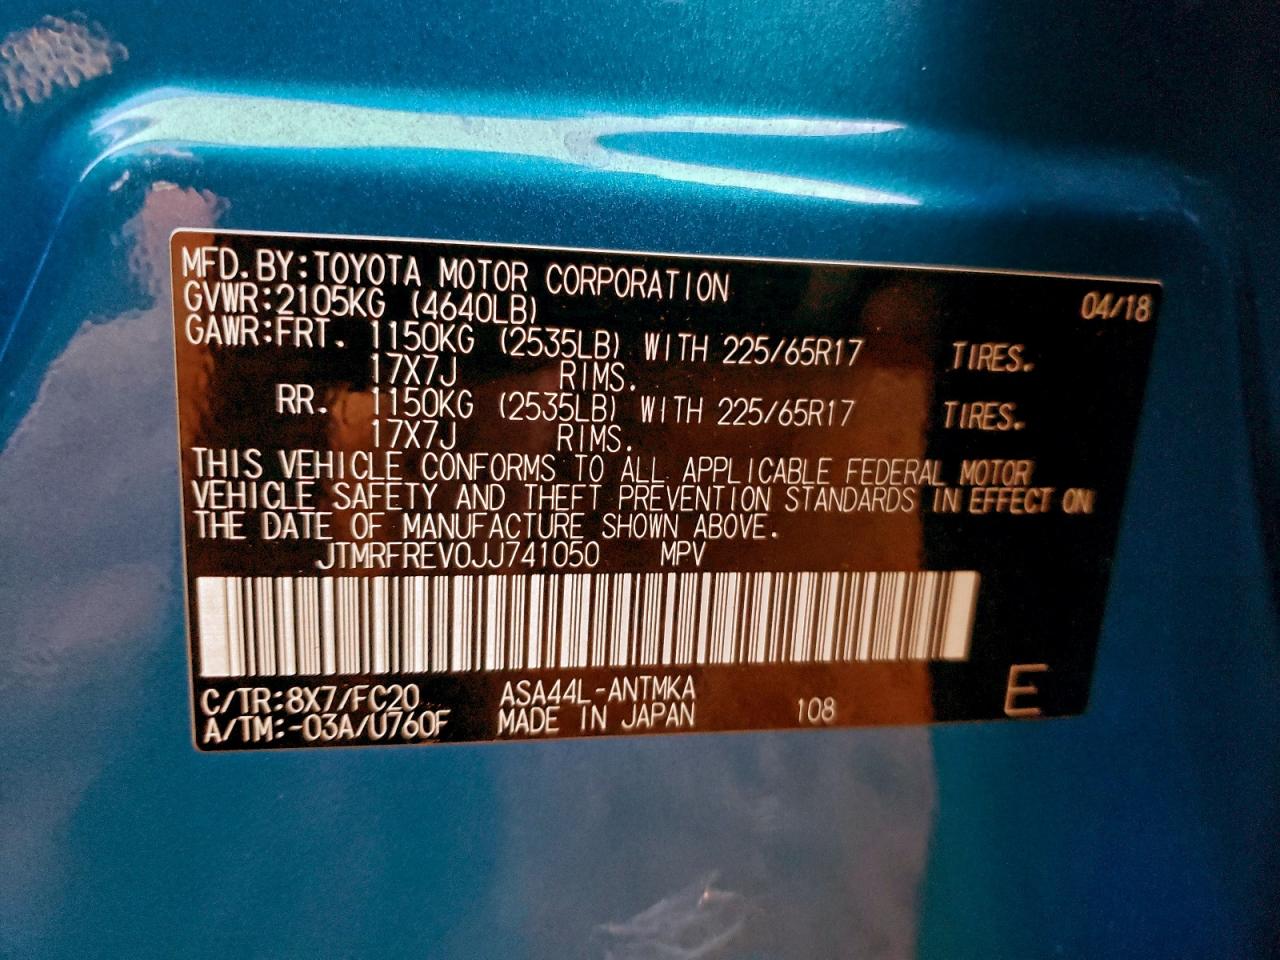 MFD.BY:TOYOTA MOTOR CORPORATION 04/18
GVWR:2105KG (4640LB)
GAWR:FRT. 1150KG (2535LB) WITH 225/65R17 TIRES.
17X7J RIMS.
RR. 1150KG (2535LB) WITH 225/65R17 TIRES.
17X7J RIMS.
THIS VEHICLE CONFORMS TO ALL APPLICABLE FEDERAL MOTOR
VEHICLE SAFETY AND THEFT PREVENTION STANDARDS IN EFFECT ON
THE DATE OF MANUFACTURE SHOWN ABOVE.
JTMRFREV0JJ741050 MPV
C/TR:8X7/FC20 ASA44L-ANTMKA
A/TM:-03A/U760F MADE IN JAPAN 108 E